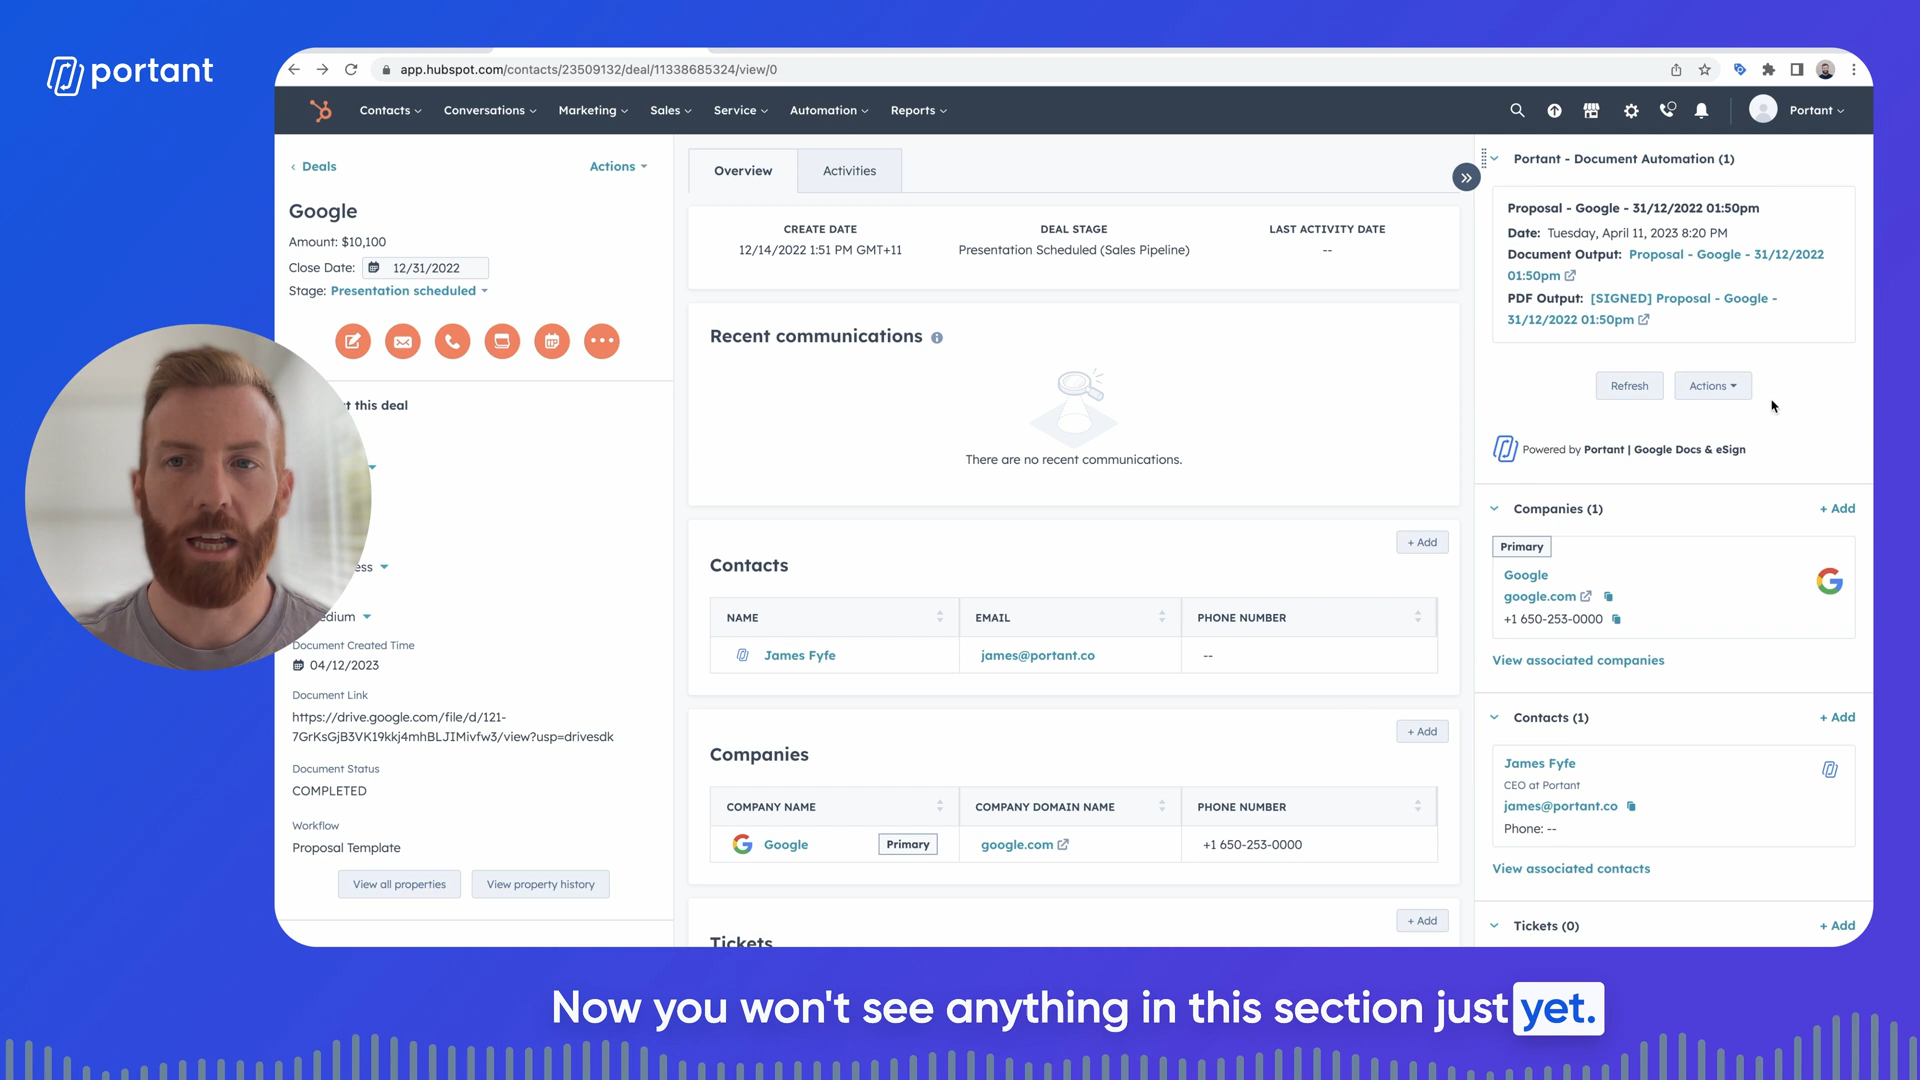 portant
app.hubspot.com/contacts/23509132/deal/11338685324/view/0
Contacts Conversations Marketing Sales Service Automation Reports Portant
Deals Actions
Google
Amount: $10,100
Close Date: 12/31/2022
Stage: Presentation scheduled
t this deal
ess
edium
Document Created Time
04/12/2023
Document Link
https://drive.google.com/file/d/121-
7GrKsGjB3VK19kkj4mhBLJIMivfw3/view?usp=drivesdk
Document Status
COMPLETED
Workflow
Proposal Template
View all properties View property history
Overview Activities
CREATE DATE DEAL STAGE LAST ACTIVITY DATE
12/14/2022 1:51 PM GMT+11 Presentation Scheduled (Sales Pipeline) --
Recent communications
There are no recent communications.
+ Add
Contacts
NAME EMAIL PHONE NUMBER
James Fyfe james@portant.co --
+ Add
Companies
COMPANY NAME COMPANY DOMAIN NAME PHONE NUMBER
Google Primary google.com +1 650-253-0000
+ Add
Tickets
Portant - Document Automation (1)
Proposal - Google - 31/12/2022 01:50pm
Date: Tuesday, April 11, 2023 8:20 PM
Document Output: Proposal - Google - 31/12/2022
01:50pm
PDF Output: [SIGNED] Proposal - Google -
31/12/2022 01:50pm
Refresh Actions
Powered by Portant | Google Docs & eSign
Companies (1) + Add
Primary
Google
google.com
+1 650-253-0000
View associated companies
Contacts (1) + Add
James Fyfe
CEO at Portant
james@portant.co
Phone: --
View associated contacts
Tickets (0) + Add
Now you won't see anything in this section just yet.